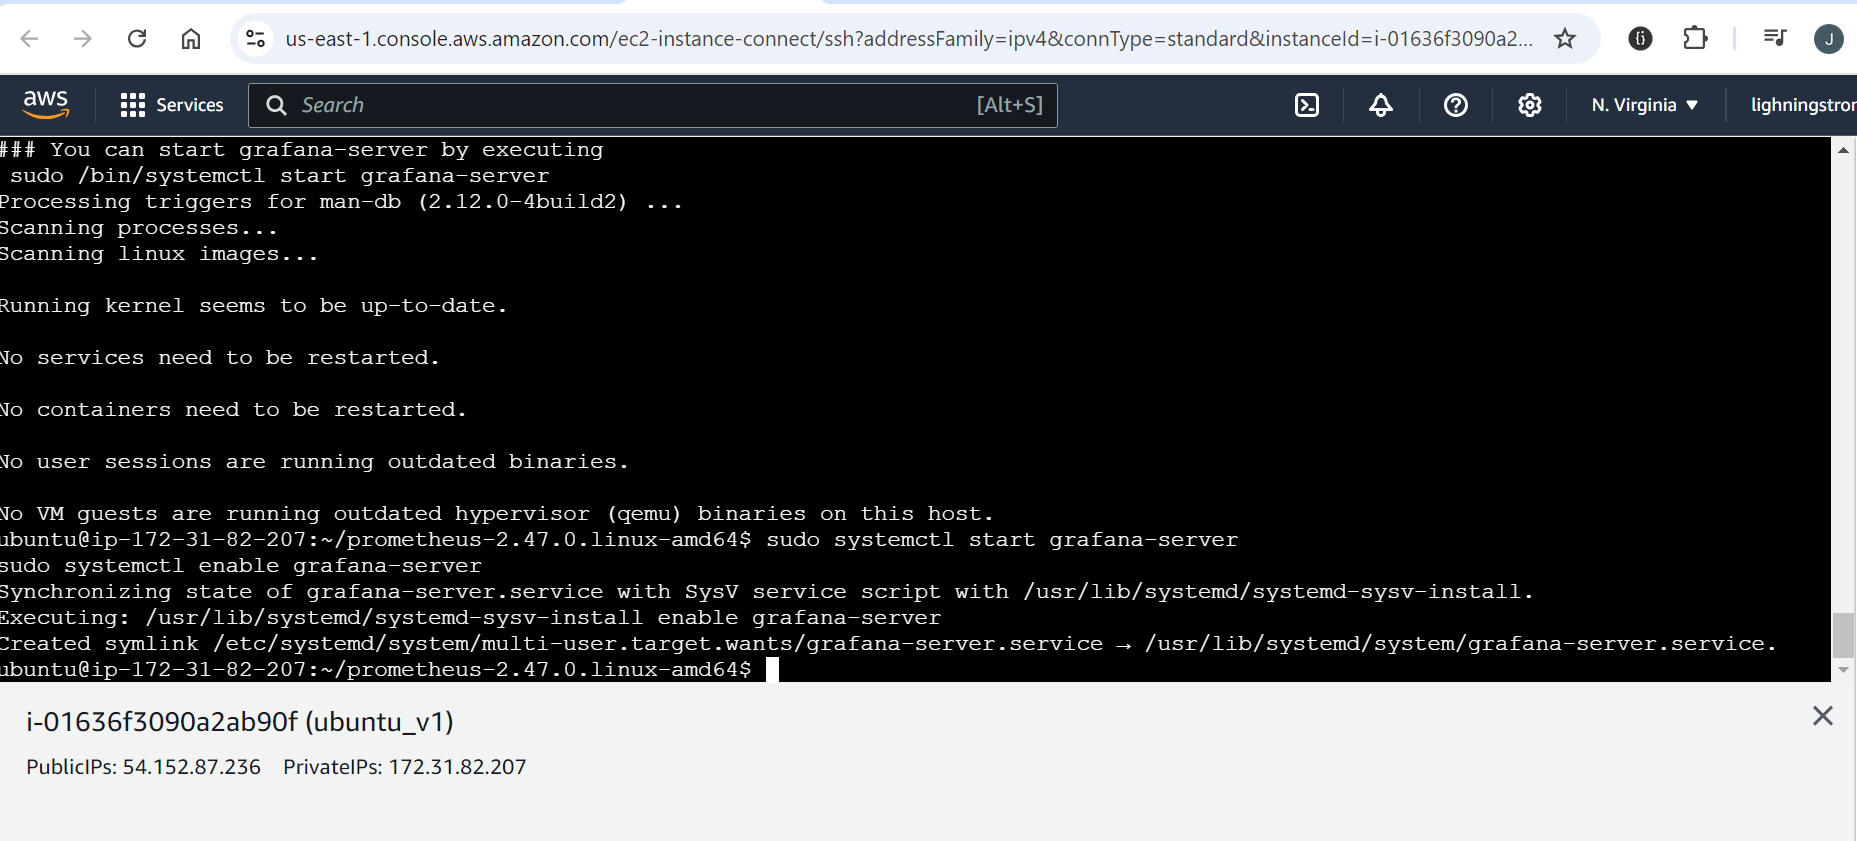 us-east-1.console.aws.amazon.com/ec2-instance-connect/ssh?addressFamily=ipv4&connType=standard&instanceId=i-01636f3090a2...
J
aws Services Search [Alt+S] N. Virginia lighningstror
### You can start grafana-server by executing
sudo /bin/systemctl start grafana-server
Processing triggers for man-db (2.12.0-4build2) ...
Scanning processes...
Scanning linux images...
Running kernel seems to be up-to-date.
No services need to be restarted.
No containers need to be restarted.
No user sessions are running outdated binaries.
No VM guests are running outdated hypervisor (qemu) binaries on this host.
ubuntu@ip-172-31-82-207:~/prometheus-2.47.0.linux-amd64$ sudo systemctl start grafana-server
sudo systemctl enable grafana-server
Synchronizing state of grafana-server.service with SysV service script with /usr/lib/systemd/systemd-sysv-install.
Executing: /usr/lib/systemd/systemd-sysv-install enable grafana-server
Created symlink /etc/systemd/system/multi-user.target.wants/grafana-server.service → /usr/lib/systemd/system/grafana-server.service.
ubuntu@ip-172-31-82-207:~/prometheus-2.47.0.linux-amd64$
i-01636f3090a2ab90f (ubuntu_v1)
PublicIPs: 54.152.87.236 PrivateIPs: 172.31.82.207